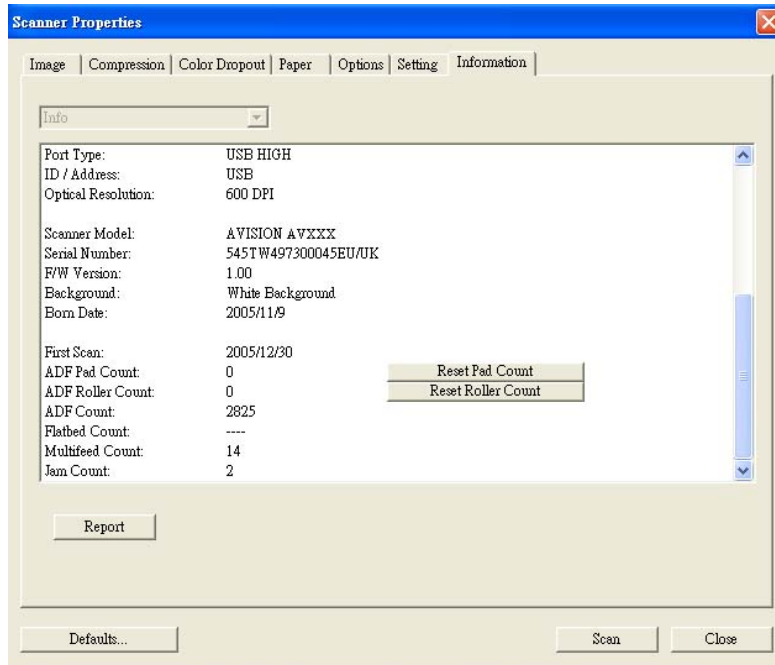 Scanner Properties
Image Compression Color Dropout Paper Options Setting Information
Info
Port Type: USB HIGH
ID / Address: USB
Optical Resolution: 600 DPI
Scanner Model: AVISION AVXXX
Serial Number: 545TW497300045EU/UK
F/W Version: 1.00
Background: White Background
Born Date: 2005/11/9
First Scan: 2005/12/30
ADF Pad Count: 0 Reset Pad Count
ADF Roller Count: 0 Reset Roller Count
ADF Count: 2825
Flatbed Count: ----
Multifeed Count: 14
Jam Count: 2
Report
Defaults... Scan Close